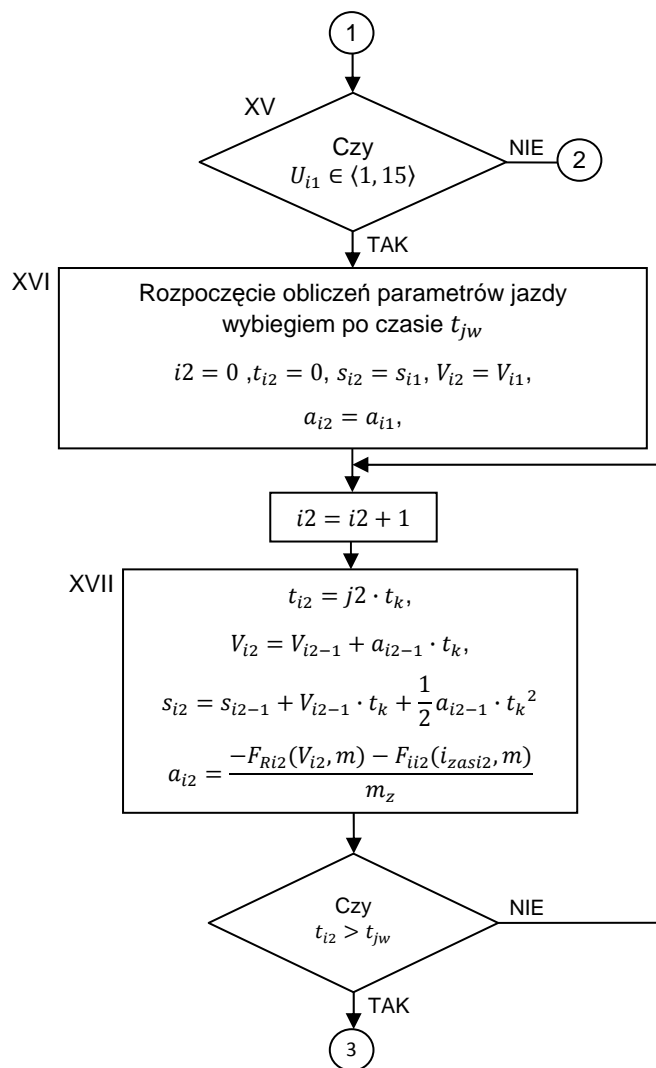 1
XV
Czy
U_{i1} ∈ ⟨1, 15⟩
NIE
2
TAK
XVI
Rozpoczęcie obliczeń parametrów jazdy
wybiegiem po czasie t_{jw}
i2 = 0 ,t_{i2} = 0, s_{i2} = s_{i1}, V_{i2} = V_{i1},
a_{i2} = a_{i1},
i2 = i2 + 1
XVII
t_{i2} = j2 · t_k,
V_{i2} = V_{i2−1} + a_{i2−1} · t_k,
s_{i2} = s_{i2−1} + V_{i2−1} · t_k + \frac{1}{2} a_{i2−1} · t_k^2
a_{i2} = \frac{−F_{Ri2}(V_{i2}, m) − F_{ii2}(i_{zasi2}, m)}{m_z}
Czy
t_{i2} > t_{jw}
NIE
TAK
3